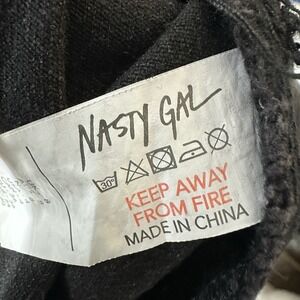 NASTY GAL
30°
KEEP AWAY
FROM FIRE
MADE IN CHINA